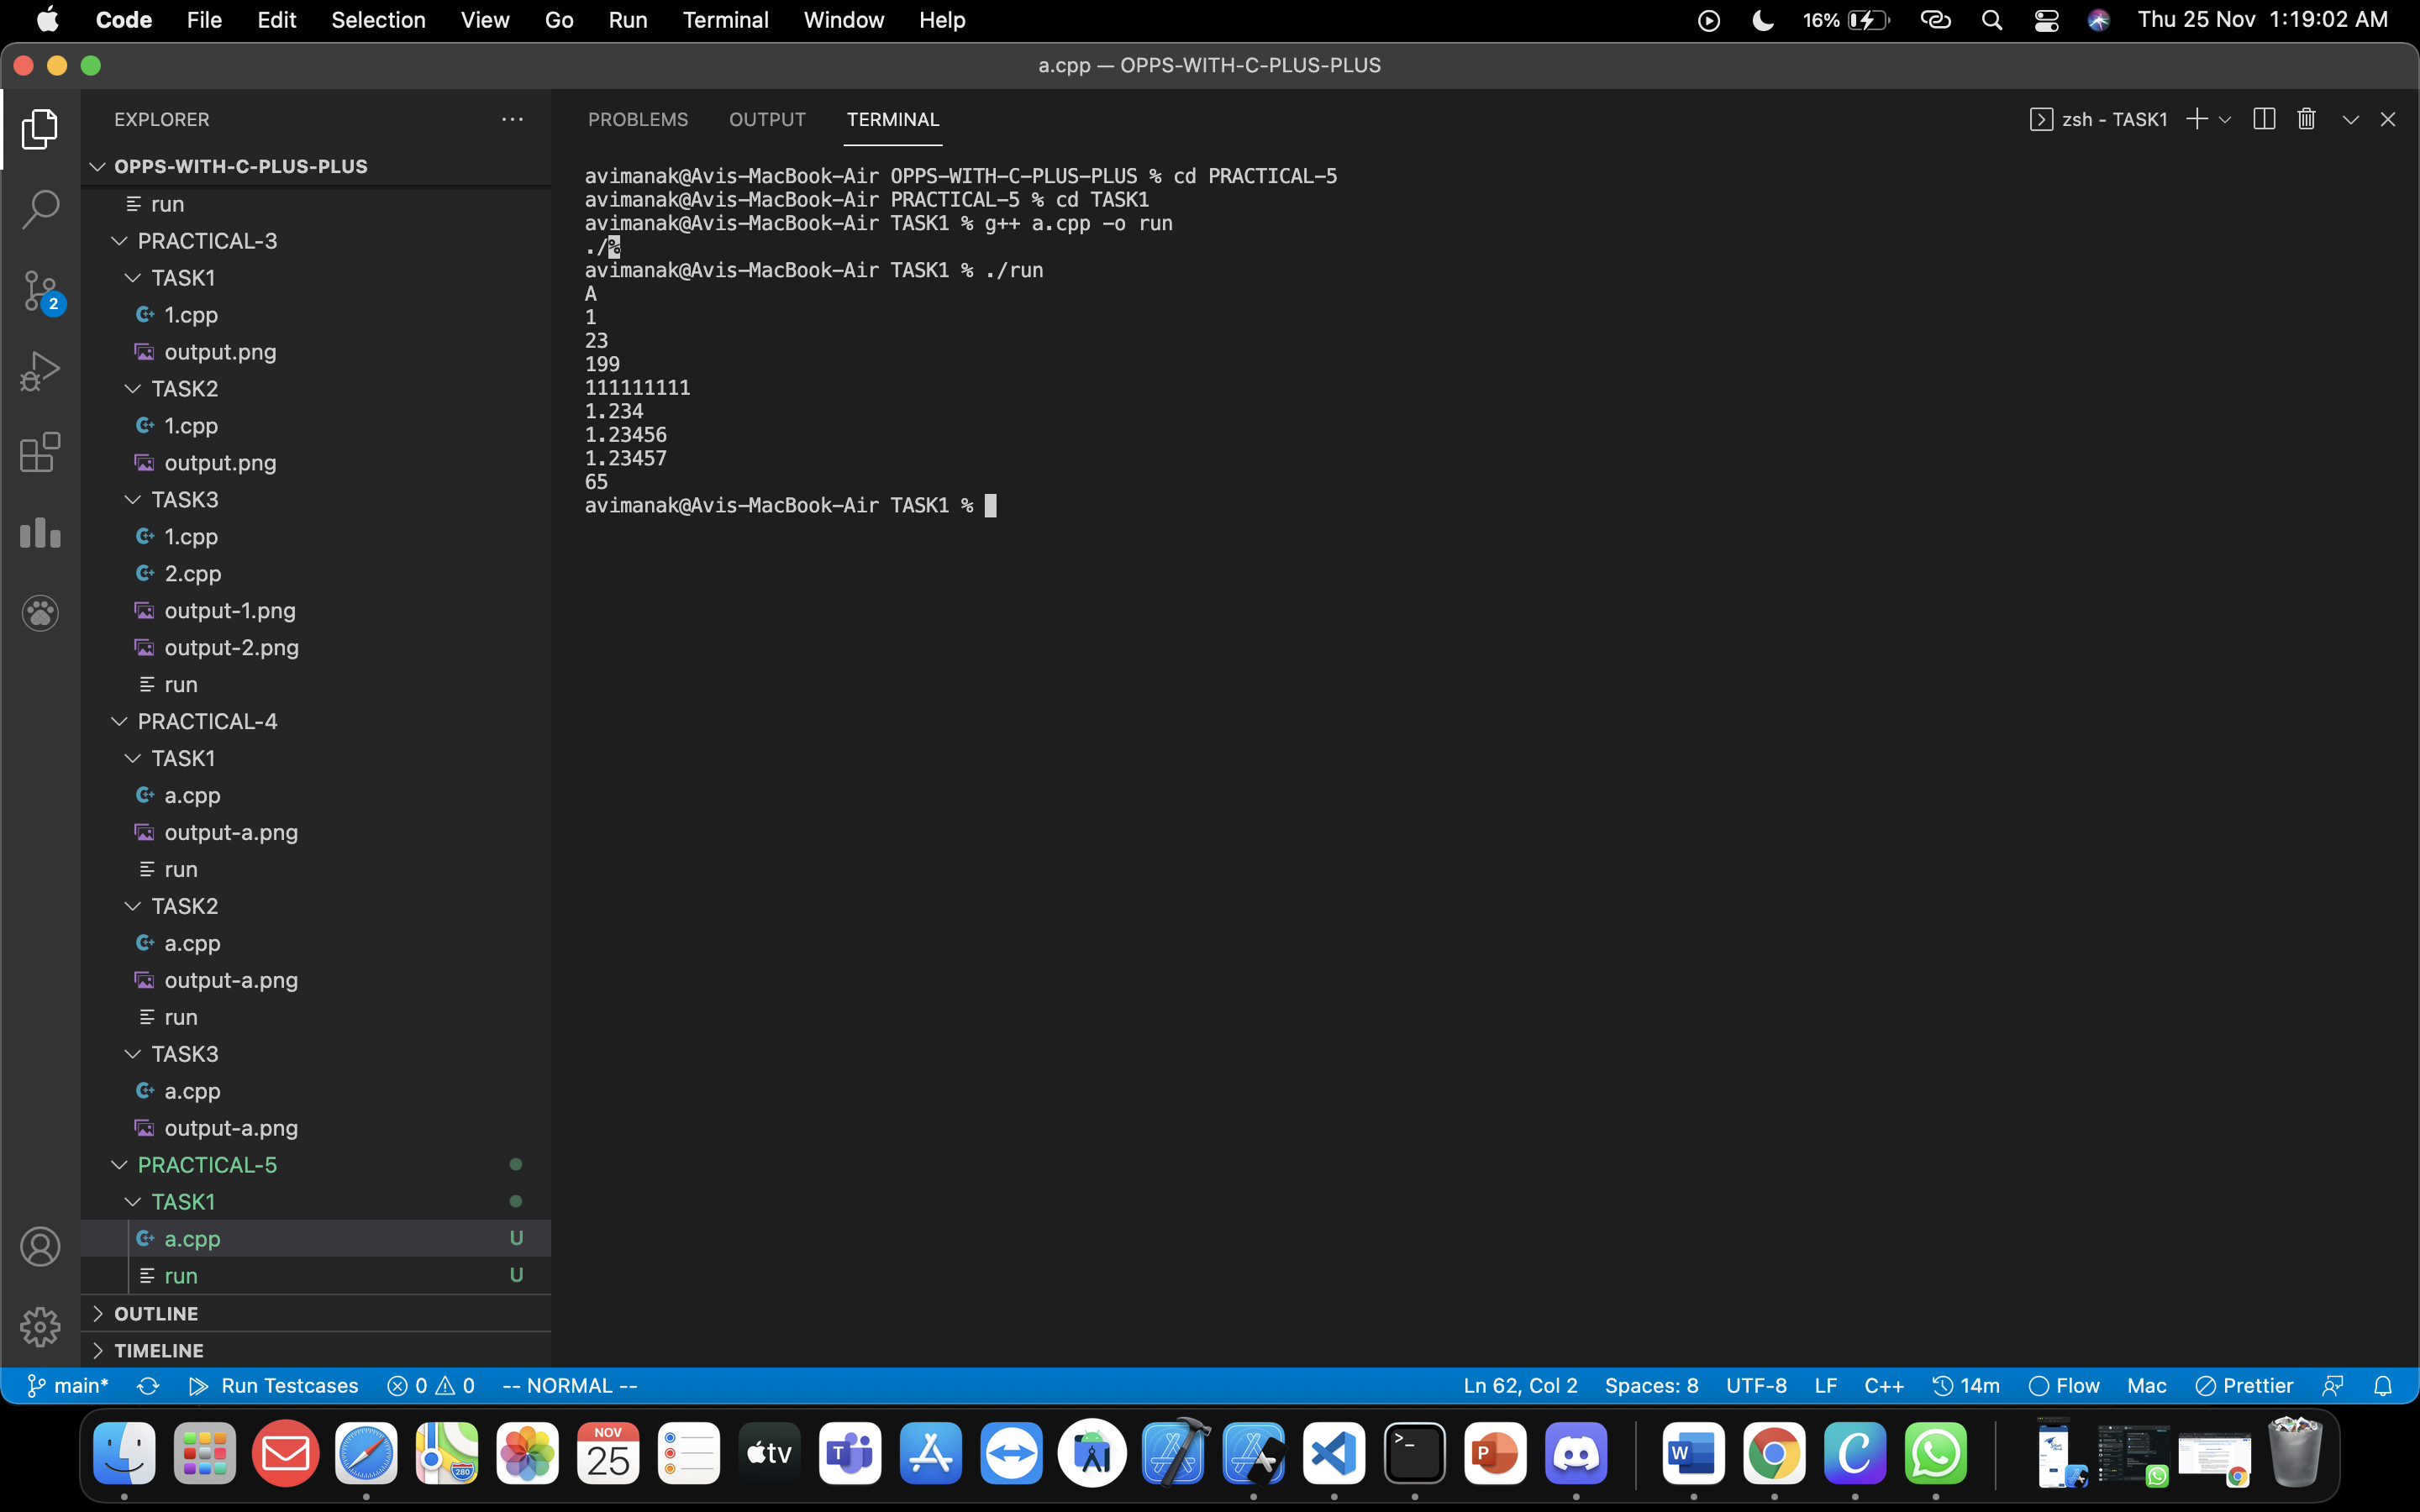 Code File Edit Selection View Go Run Terminal Window Help 16% Thu 25 Nov 1:19:02 AM
a.cpp — OPPS-WITH-C-PLUS-PLUS
EXPLORER ···
OPPS-WITH-C-PLUS-PLUS
run
PRACTICAL-3
TASK1
1.cpp
output.png
TASK2
1.cpp
output.png
TASK3
1.cpp
2.cpp
output-1.png
output-2.png
run
PRACTICAL-4
TASK1
a.cpp
output-a.png
run
TASK2
a.cpp
output-a.png
run
TASK3
a.cpp
output-a.png
PRACTICAL-5
TASK1
a.cpp U
run U
OUTLINE
TIMELINE
2
PROBLEMS OUTPUT TERMINAL zsh - TASK1
avimanak@Avis-MacBook-Air OPPS-WITH-C-PLUS-PLUS % cd PRACTICAL-5
avimanak@Avis-MacBook-Air PRACTICAL-5 % cd TASK1
avimanak@Avis-MacBook-Air TASK1 % g++ a.cpp -o run
./%
avimanak@Avis-MacBook-Air TASK1 % ./run
A
1
23
199
111111111
1.234
1.23456
1.23457
65
avimanak@Avis-MacBook-Air TASK1 %
main* Run Testcases 0 0 -- NORMAL -- Ln 62, Col 2 Spaces: 8 UTF-8 LF C++ 14m Flow Mac Prettier
NOV
25
280
tv
T
>_
P
W
C